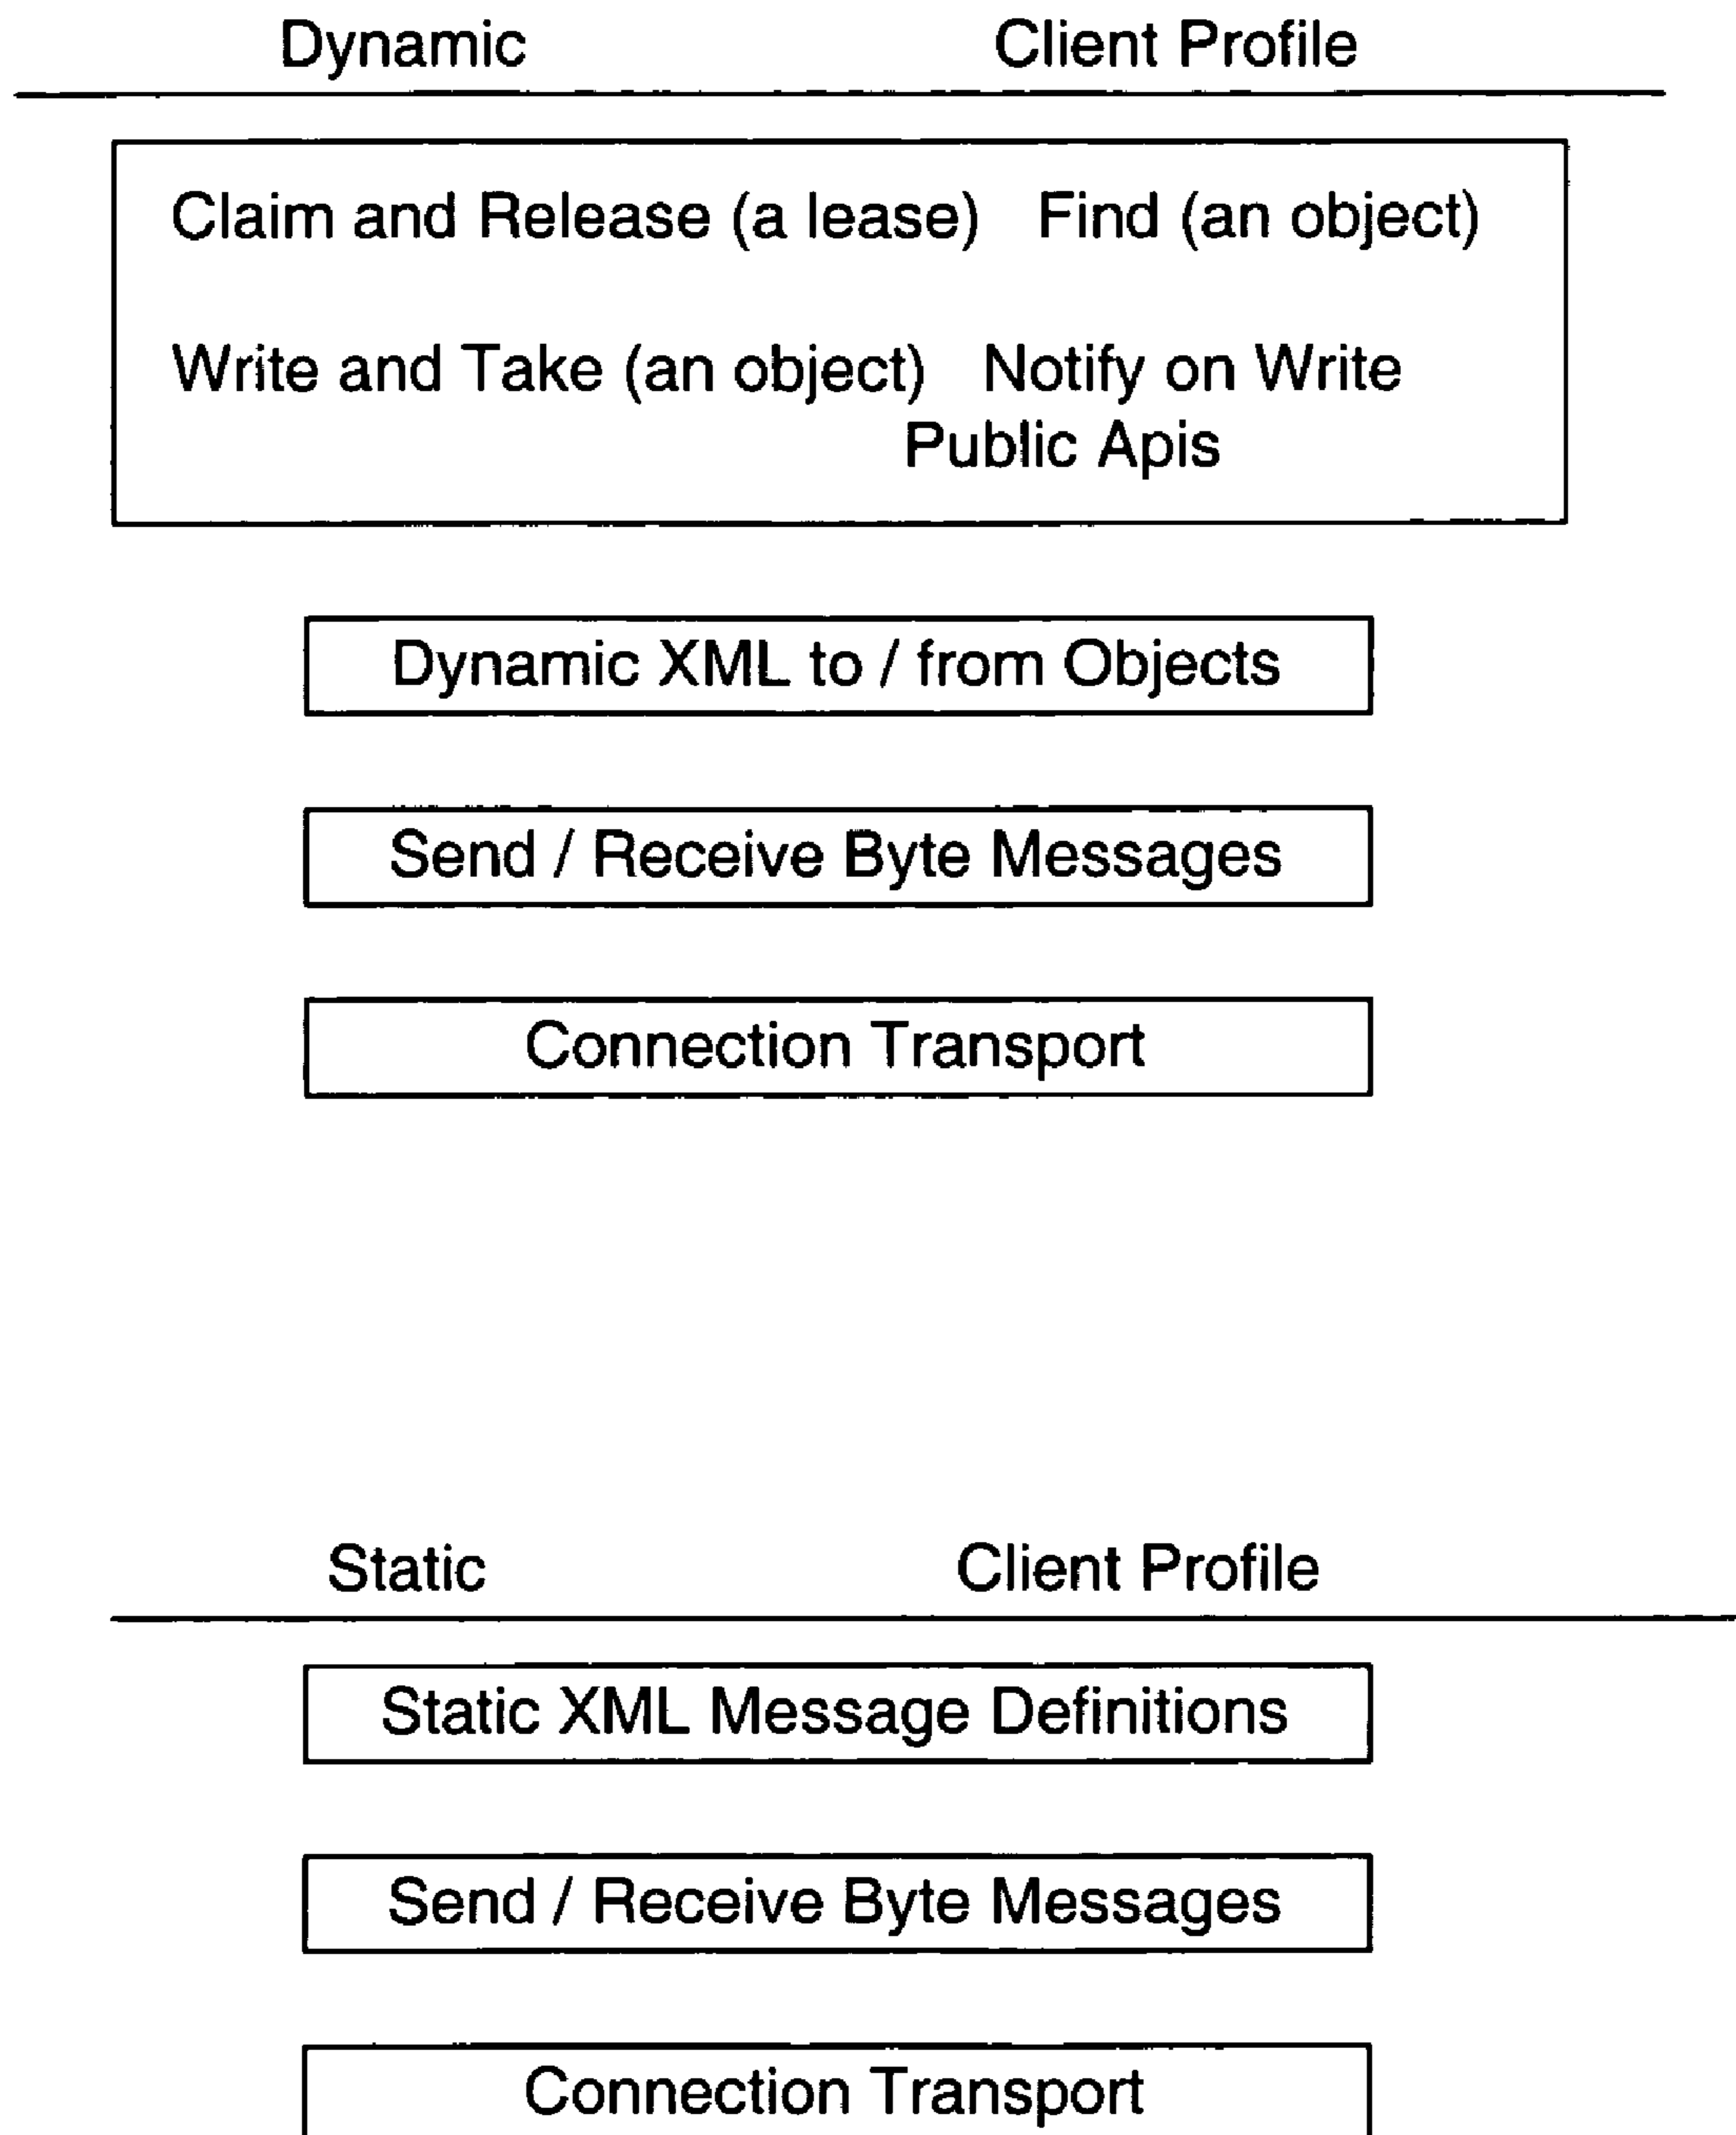 Dynamic Client Profile
Claim and Release (a lease) Find (an object)
Write and Take (an object) Notify on Write
Public Apis
Dynamic XML to / from Objects
Send / Receive Byte Messages
Connection Transport
Static Client Profile
Static XML Message Definitions
Send / Receive Byte Messages
Connection Transport